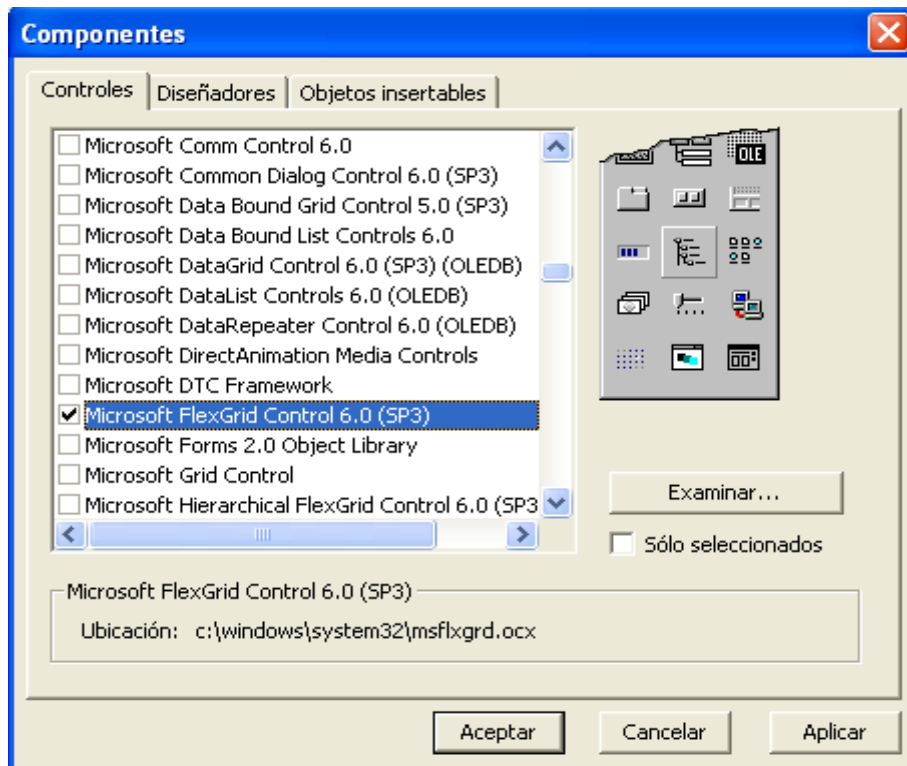 Componentes
Controles
Diseñadores
Objetos insertables
Microsoft Comm Control 6.0
Microsoft Common Dialog Control 6.0 (SP3)
Microsoft Data Bound Grid Control 5.0 (SP3)
Microsoft Data Bound List Controls 6.0
Microsoft DataGrid Control 6.0 (SP3) (OLEDB)
Microsoft DataList Controls 6.0 (OLEDB)
Microsoft DataRepeater Control 6.0 (OLEDB)
Microsoft DirectAnimation Media Controls
Microsoft DTC Framework
Microsoft FlexGrid Control 6.0 (SP3)
Microsoft Forms 2.0 Object Library
Microsoft Grid Control
Microsoft Hierarchical FlexGrid Control 6.0 (SP3
OLE
Examinar...
Sólo seleccionados
Microsoft FlexGrid Control 6.0 (SP3)
Ubicación: c:\windows\system32\msflxgrd.ocx
Aceptar
Cancelar
Aplicar